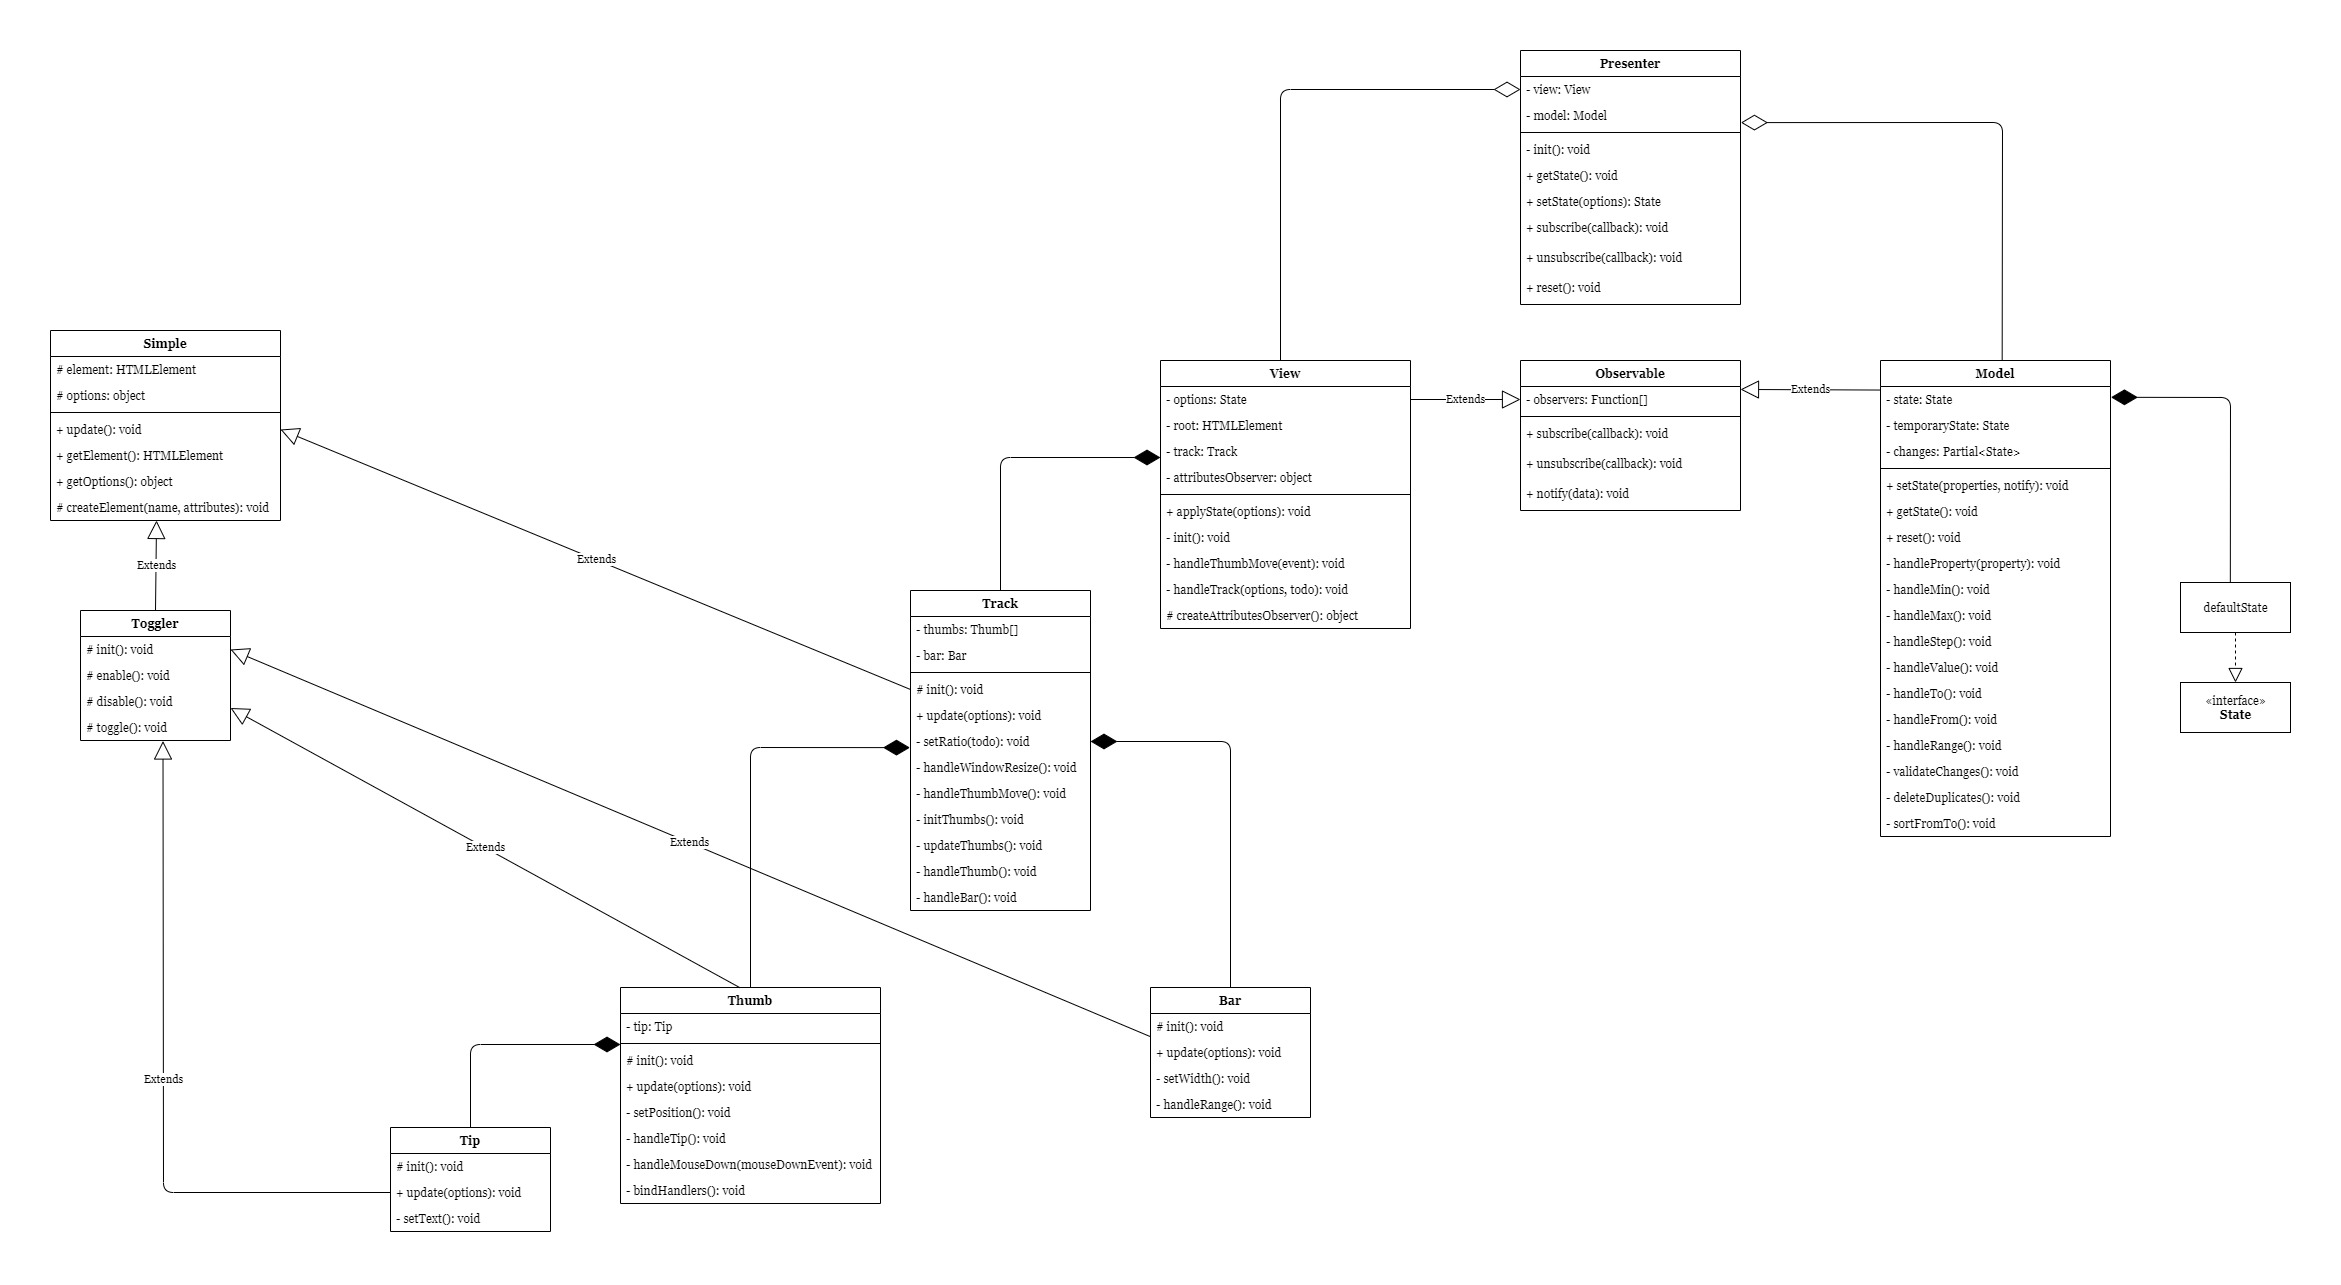 Presenter
- view: View
- model: Model
- init(): void
+ getState(): void
+ setState(options): State
+ subscribe(callback): void
+ unsubscribe(callback): void
+ reset(): void
Simple
# element: HTMLElement
# options: object
+ update(): void
+ getElement(): HTMLElement
+ getOptions(): object
# createElement(name, attributes): void
View
- options: State
- root: HTMLElement
- track: Track
- attributesObserver: object
+ applyState(options): void
- init(): void
- handleThumbMove(event): void
- handleTrack(options, todo): void
# createAttributesObserver(): object
Extends
Observable
- observers: Function[]
+ subscribe(callback): void
+ unsubscribe(callback): void
+ notify(data): void
Extends
Model
- state: State
- temporaryState: State
- changes: Partial<State>
+ setState(properties, notify): void
+ getState(): void
+ reset(): void
- handleProperty(property): void
- handleMin(): void
- handleMax(): void
- handleStep(): void
- handleValue(): void
- handleTo(): void
- handleFrom(): void
- handleRange(): void
- validateChanges(): void
- deleteDuplicates(): void
- sortFromTo(): void
defaultState
«interface»
State
Extends
Extends
Toggler
# init(): void
# enable(): void
# disable(): void
# toggle(): void
Track
- thumbs: Thumb[]
- bar: Bar
# init(): void
+ update(options): void
- setRatio(todo): void
- handleWindowResize(): void
- handleThumbMove(): void
- initThumbs(): void
- updateThumbs(): void
- handleThumb(): void
- handleBar(): void
Extends
Extends
Thumb
- tip: Tip
# init(): void
+ update(options): void
- setPosition(): void
- handleTip(): void
- handleMouseDown(mouseDownEvent): void
- bindHandlers(): void
Bar
# init(): void
+ update(options): void
- setWidth(): void
- handleRange(): void
Extends
Tip
# init(): void
+ update(options): void
- setText(): void